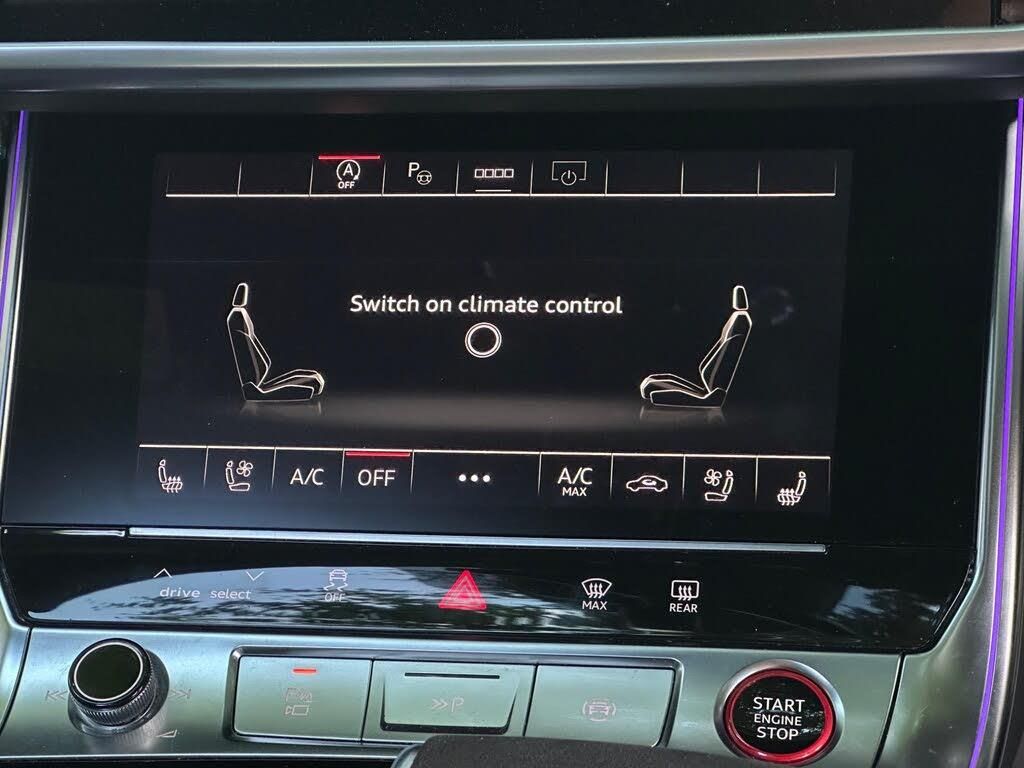 A
OFF
P
Switch on climate control
A/C
OFF
A/C
MAX
drive select
OFF
MAX
REAR
P
START
ENGINE
STOP